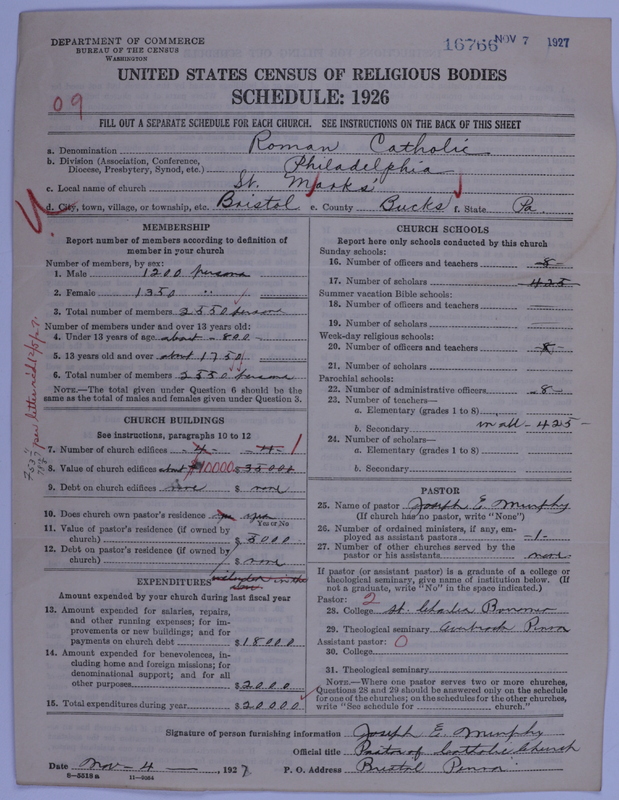 DEPARTMENT OF COMMERCE
BUREAU OF THE CENSUS
WASHINGTON
16766 NOV 7 1927
UNITED STATES CENSUS OF RELIGIOUS BODIES
SCHEDULE: 1926
09
FILL OUT A SEPARATE SCHEDULE FOR EACH CHURCH. SEE INSTRUCTIONS ON THE BACK OF THIS SHEET
a. Denomination Roman Catholic
b. Division (Association, Conference, Diocese, Presbytery, Synod, etc.) Philadelphia
c. Local name of church St. Marks'
d. City, town, village, or township, etc. Bristol e. County Bucks f. State Pa.
MEMBERSHIP
Report number of members according to definition of
member in your church
Number of members, by sex:
1. Male 1200 persons
2. Female 1350 "
3. Total number of members 2550 persons
Number of members under and over 13 years old:
4. Under 13 years of age about - 800 -
5. 13 years old and over about 1750
6. Total number of members 2550 persons
NOTE.—The total given under Question 6 should be the
same as the total of males and females given under Question 3.
CHURCH BUILDINGS
See instructions, paragraphs 10 to 12
7. Number of church edifices - 4 - - 4 - 1
8. Value of church edifices about $
9. Debt on church edifices none $ none
10. Does church own pastor's residence yes
Yes or No
11. Value of pastor's residence (if owned by
church) $ 5000
12. Debt on pastor's residence (if owned by
church) $ none
EXPENDITURES
Amount expended by your church during last fiscal year
13. Amount expended for salaries, repairs,
and other running expenses; for im-
provements or new buildings; and for
payments on church debt $18000
14. Amount expended for benevolences, in-
cluding home and foreign missions; for
denominational support; and for all
other purposes $2000
15. Total expenditures during year $20000
CHURCH SCHOOLS
Report here only schools conducted by this church
Sunday schools:
16. Number of officers and teachers -8-
17. Number of scholars 425
Summer vacation Bible schools:
18. Number of officers and teachers
19. Number of scholars
Week-day religious schools:
20. Number of officers and teachers -8-
21. Number of scholars
Parochial schools:
22. Number of administrative officers -8-
23. Number of teachers—
a. Elementary (grades 1 to 8)
b. Secondary in all - 425 -
24. Number of scholars—
a. Elementary (grades 1 to 8)
b. Secondary
PASTOR
25. Name of pastor Joseph E. Murphy
(If church has no pastor, write "None")
26. Number of ordained ministers, if any, em-
ployed as assistant pastors -1-
27. Number of other churches served by the
pastor or his assistants none
If pastor (or assistant pastor) is a graduate of a college or
theological seminary, give name of institution below. (If
not a graduate, write "No" in the space indicated.)
Pastor: 2
28. College St. Charles Borromeo
29. Theological seminary Overbrook Penna
Assistant pastor: 0
30. College
31. Theological seminary
NOTE.—Where one pastor serves two or more churches,
Questions 28 and 29 should be answered only on the schedule
for one of the churches; on the schedules for the other churches,
write "See schedule for church."
Signature of person furnishing information Joseph E. Murphy
Official title Pastor of Catholic Church
Date Nov - 4 - , 1927 P. O. Address Bristol Penna
8—5518a 11—9064